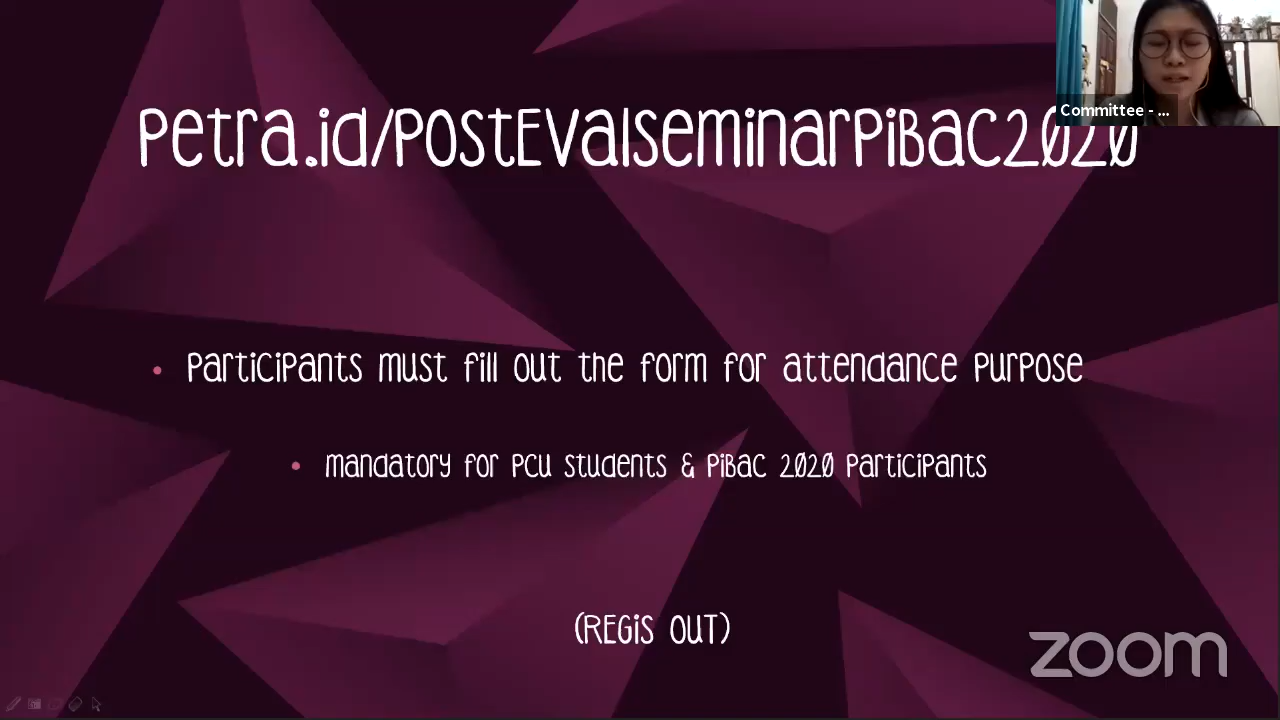 Petra.id/PostEvalseminarPiBac2020
Committee - ...
Participants must fill out the form for attendance purpose
mandatory for PCU students & PiBac 2020 Participants
(REGIS OUT)
zoom